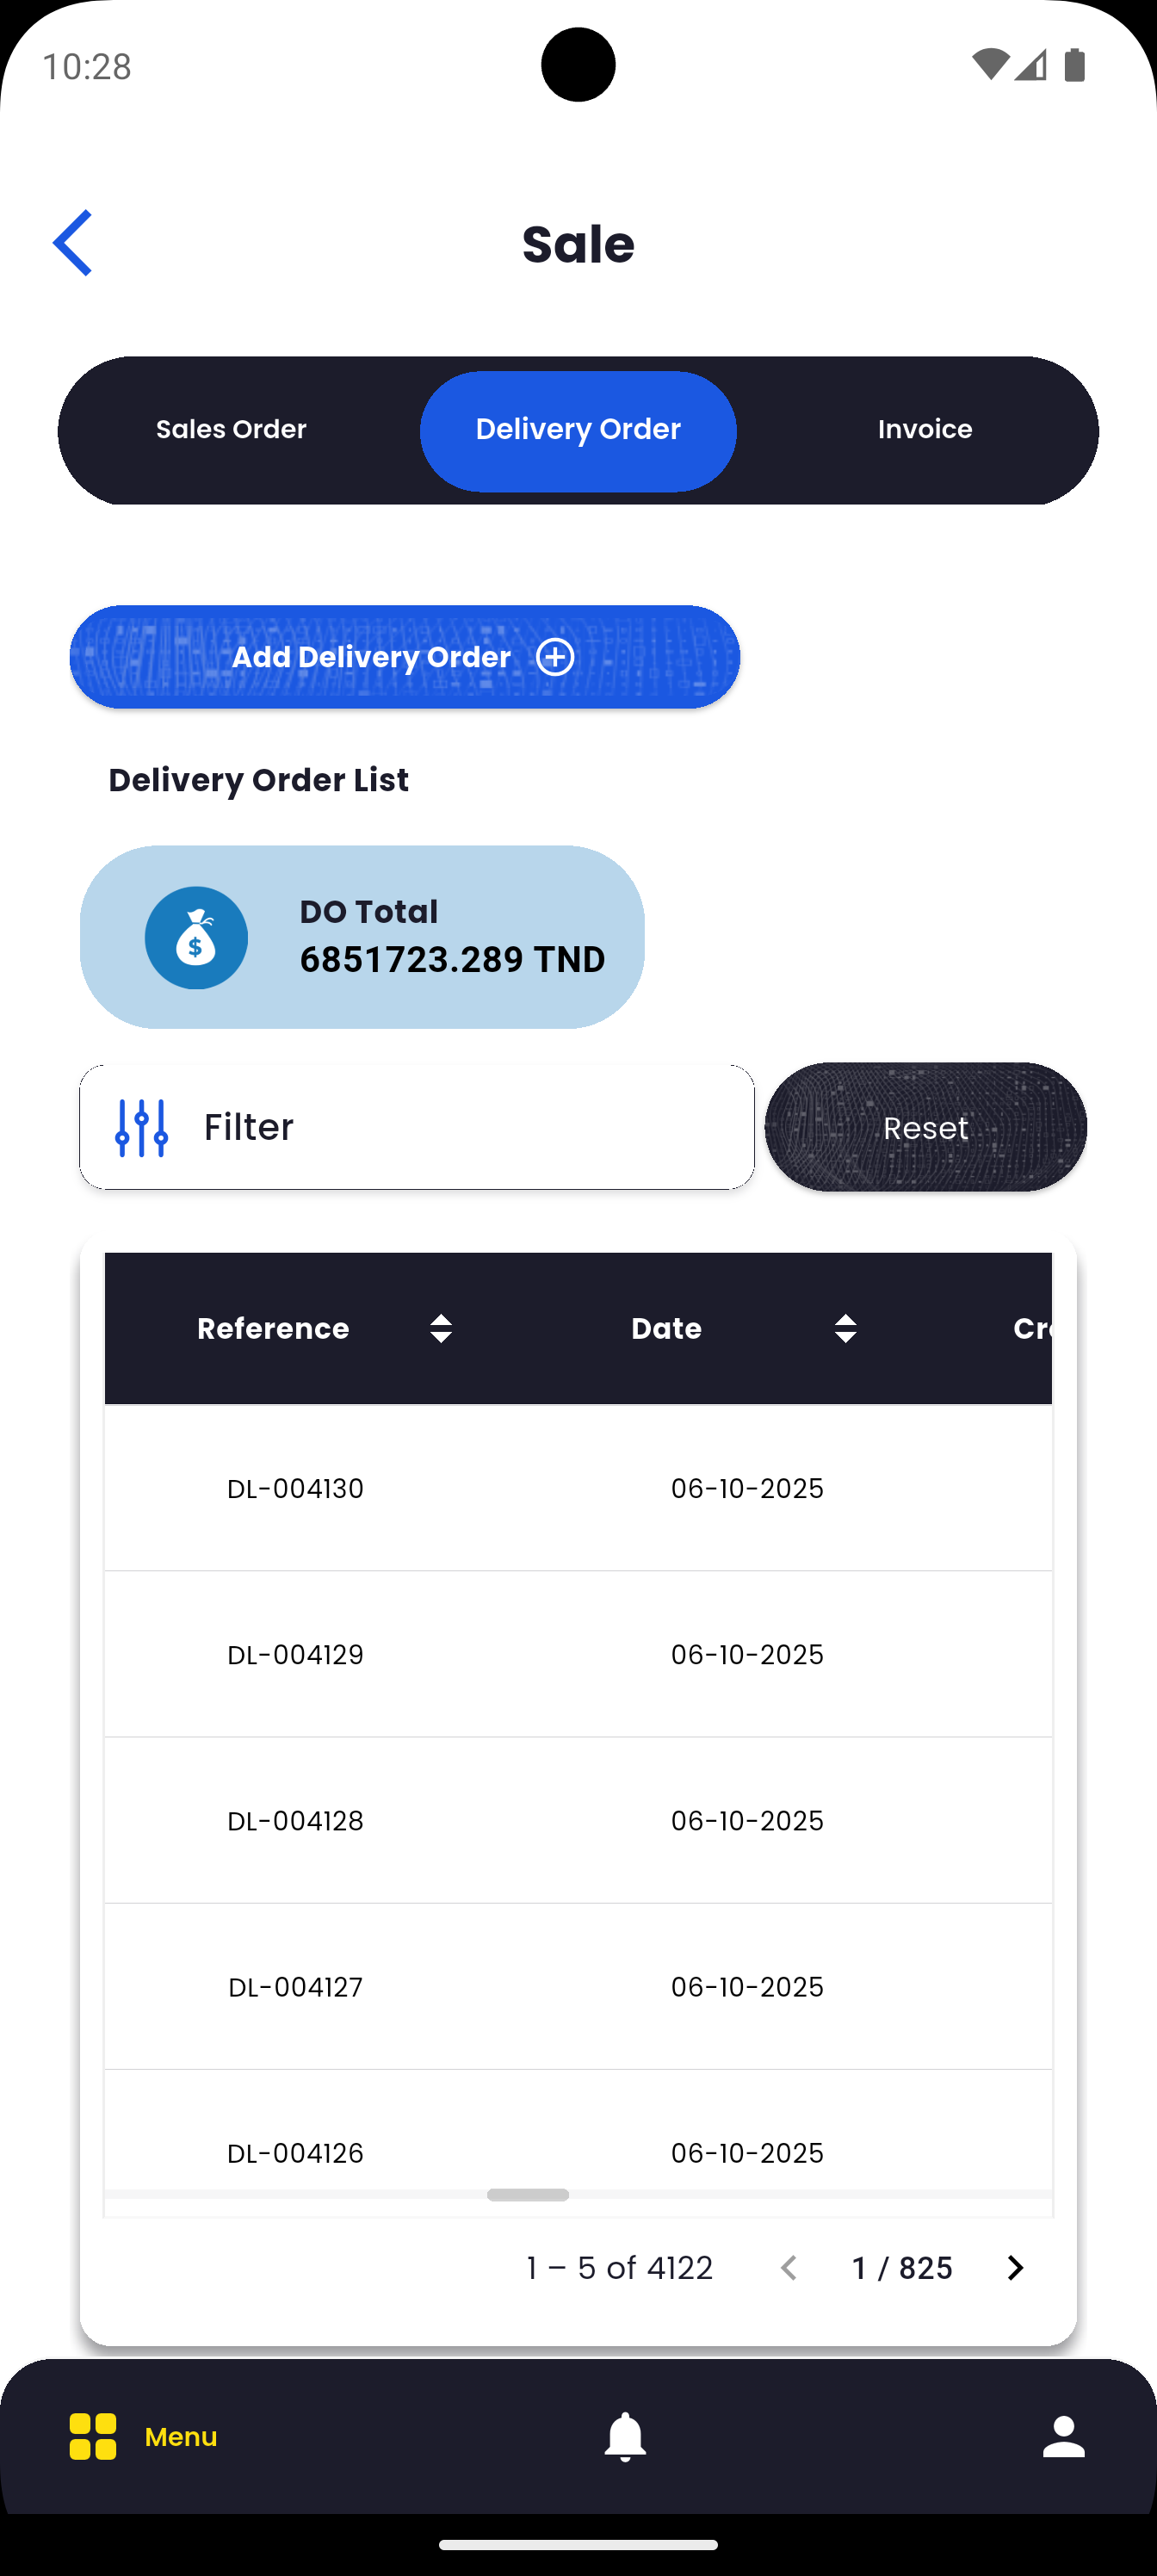 10:28
Sale
Sales Order Delivery Order Invoice
Add Delivery Order
Delivery Order List
$
DO Total
6851723.289 TND
Filter
Reset
Reference Date Cr
DL-004130 06-10-2025
DL-004129 06-10-2025
DL-004128 06-10-2025
DL-004127 06-10-2025
DL-004126 06-10-2025
1 – 5 of 4122 1 / 825
Menu